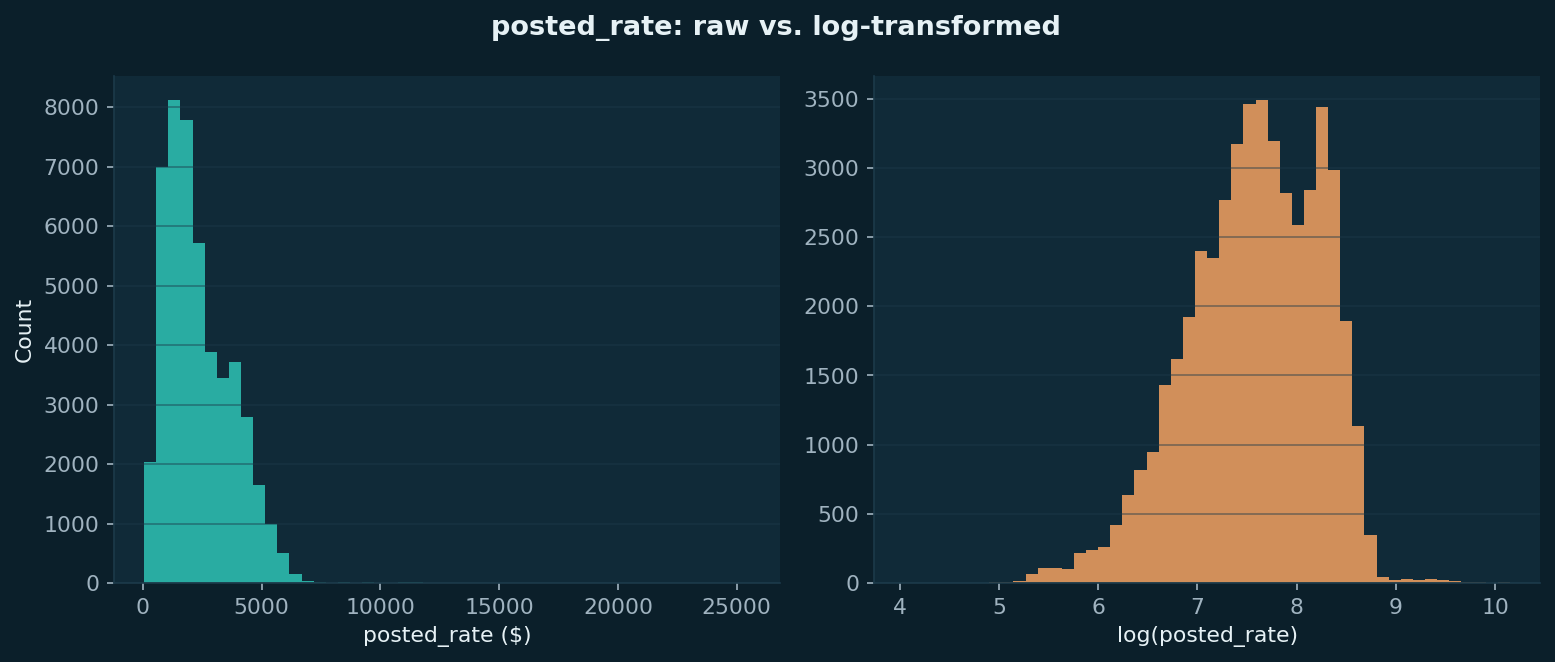 posted_rate: raw vs. log-transformed
8000
7000
6000
5000
4000
3000
2000
1000
0
Count
0 5000 10000 15000 20000 25000
posted_rate ($)
3500
3000
2500
2000
1500
1000
500
0
4 5 6 7 8 9 10
log(posted_rate)